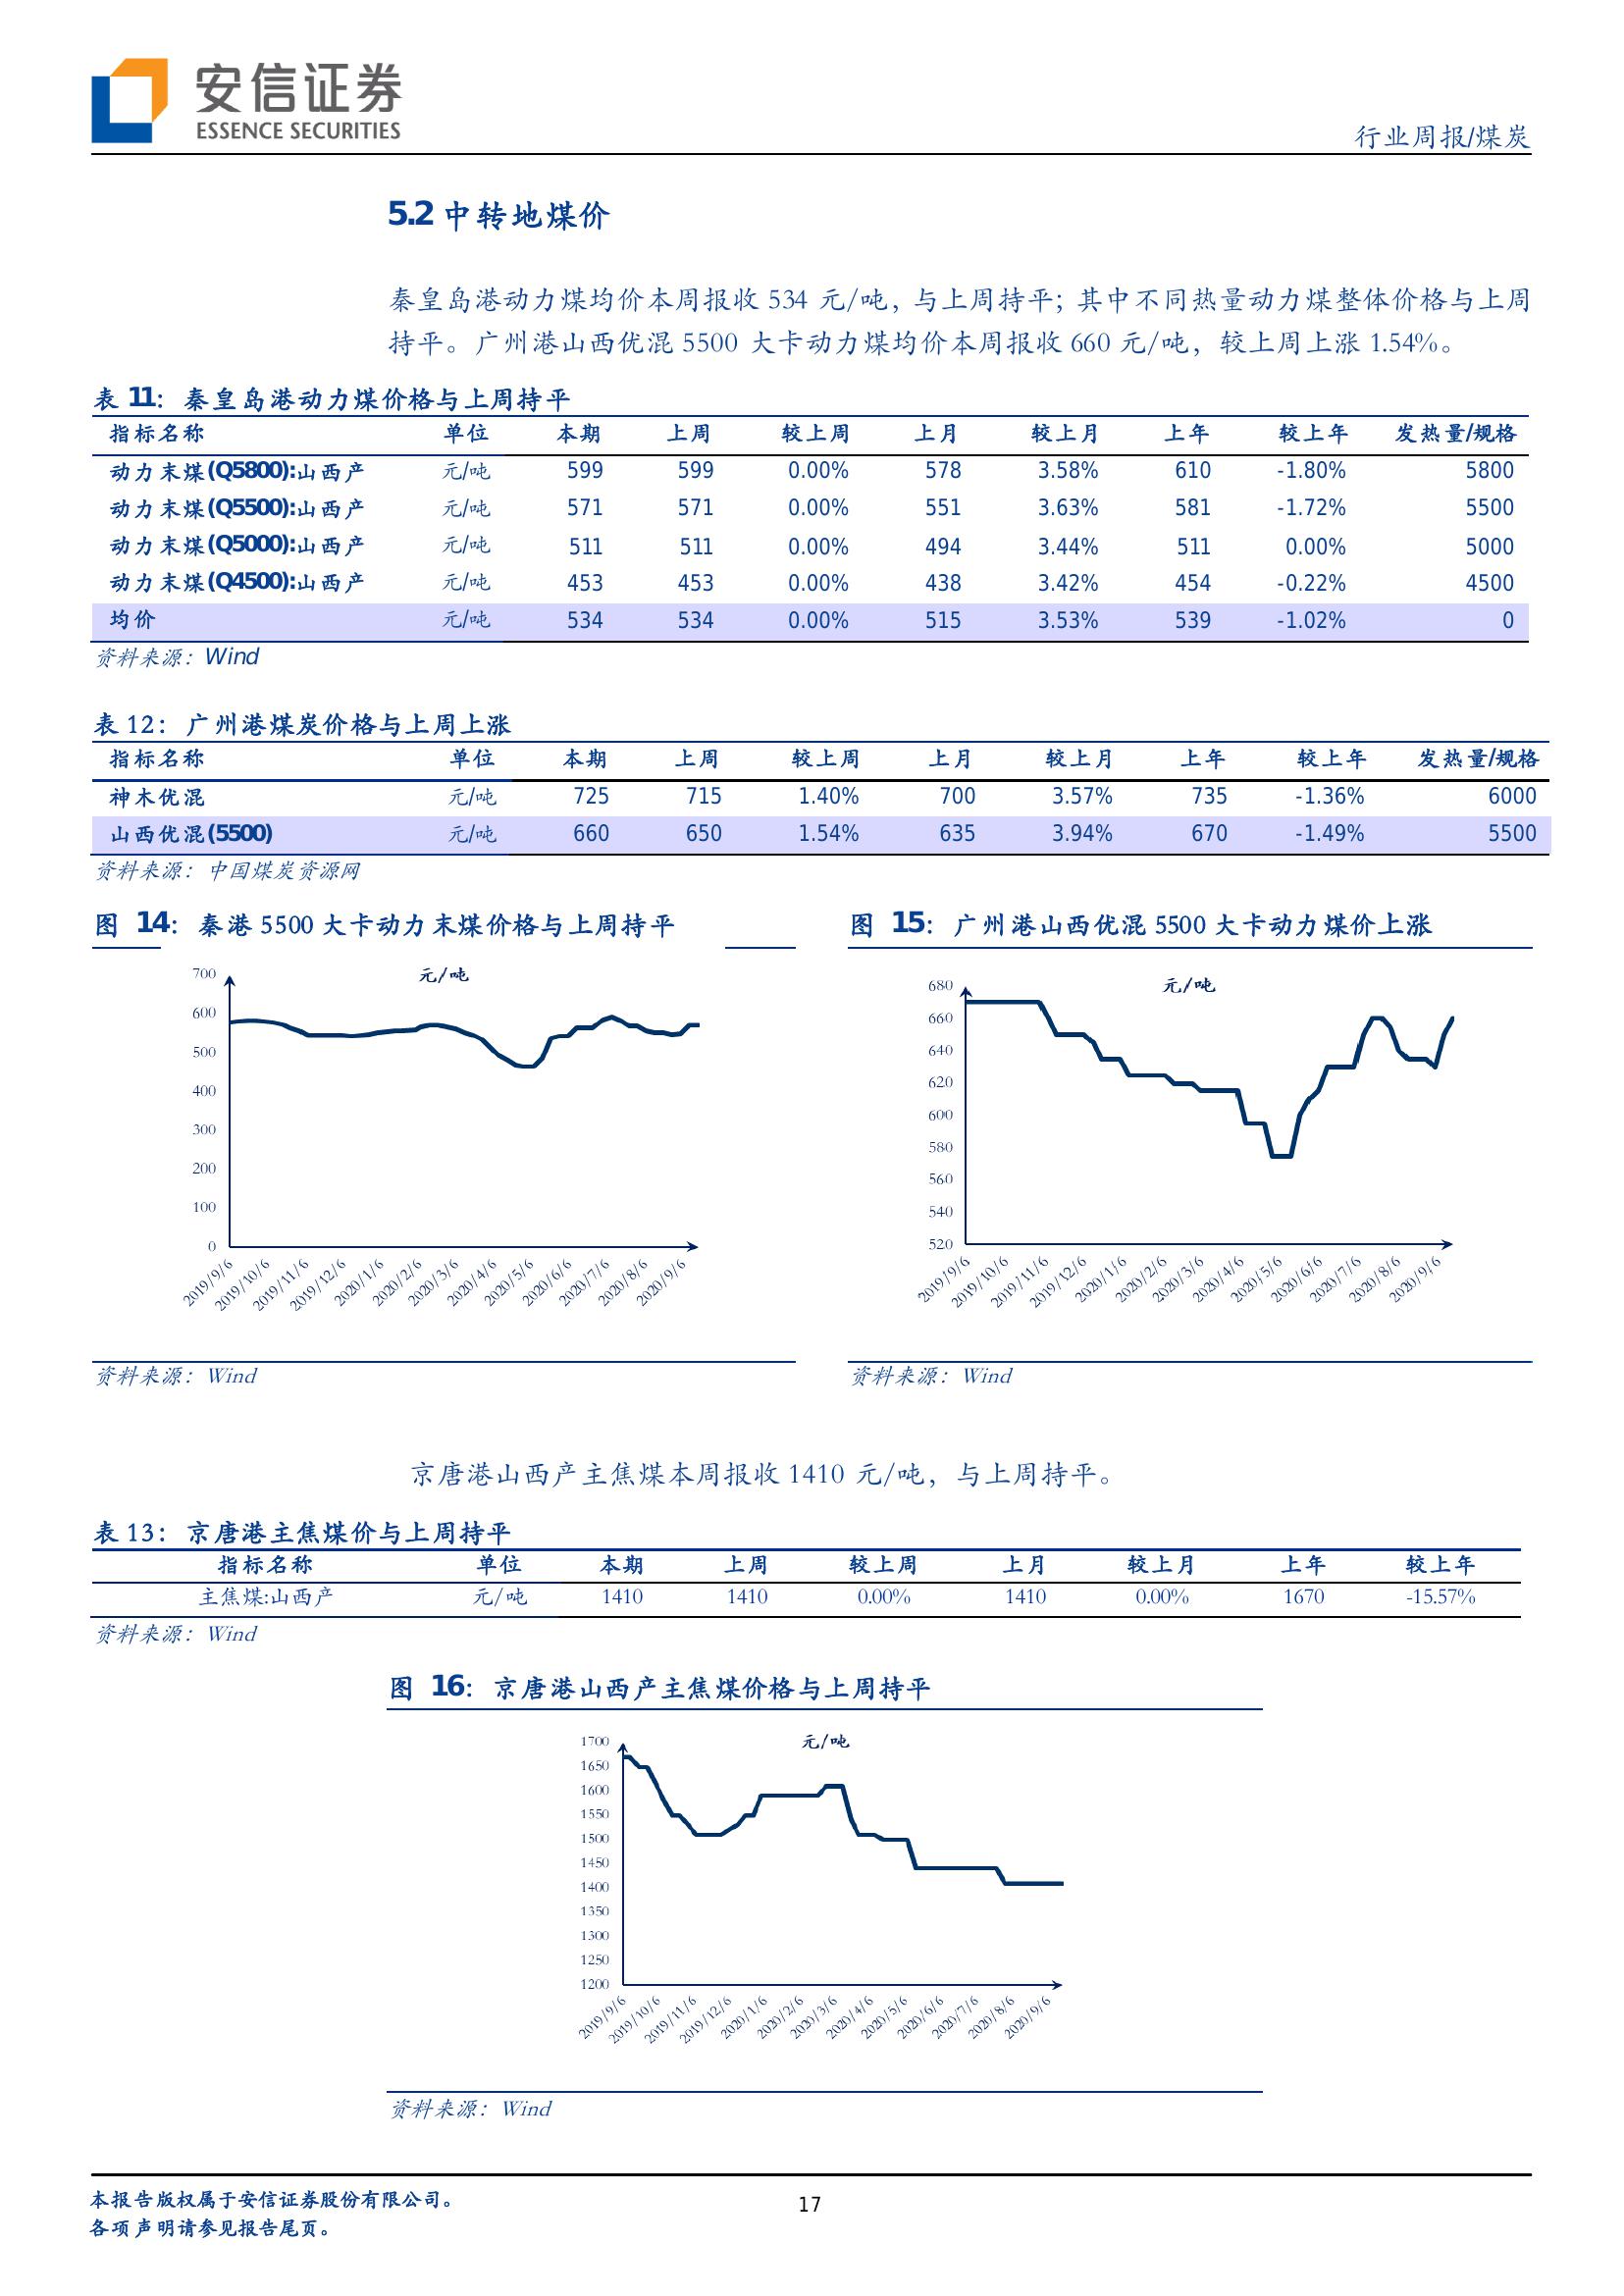 安信证券
ESSENCE SECURITIES
行业周报/煤炭
5.2 中转地煤价
秦皇岛港动力煤均价本周报收 534 元/吨，与上周持平；其中不同热量动力煤整体价格与上周
持平。广州港山西优混 5500 大卡动力煤均价本周报收 660 元/吨，较上周上涨 1.54%。
表 11：秦皇岛港动力煤价格与上周持平
指标名称 单位 本期 上周 较上周 上月 较上月 上年 较上年 发热量/规格
动力末煤(Q5800):山西产 元/吨 599 599 0.00% 578 3.58% 610 -1.80% 5800
动力末煤(Q5500):山西产 元/吨 571 571 0.00% 551 3.63% 581 -1.72% 5500
动力末煤(Q5000):山西产 元/吨 511 511 0.00% 494 3.44% 511 0.00% 5000
动力末煤(Q4500):山西产 元/吨 453 453 0.00% 438 3.42% 454 -0.22% 4500
均价 元/吨 534 534 0.00% 515 3.53% 539 -1.02% 0
资料来源：Wind
表 12：广州港煤炭价格与上周上涨
指标名称 单位 本期 上周 较上周 上月 较上月 上年 较上年 发热量/规格
神木优混 元/吨 725 715 1.40% 700 3.57% 735 -1.36% 6000
山西优混(5500) 元/吨 660 650 1.54% 635 3.94% 670 -1.49% 5500
资料来源：中国煤炭资源网
图 14：秦港 5500 大卡动力末煤价格与上周持平
元/吨
700
600
500
400
300
200
100
0
2019/9/6 2019/10/6 2019/11/6 2019/12/6 2020/1/6 2020/2/6 2020/3/6 2020/4/6 2020/5/6 2020/6/6 2020/7/6 2020/8/6 2020/9/6
资料来源：Wind
图 15：广州港山西优混 5500 大卡动力煤价上涨
元/吨
680
660
640
620
600
580
560
540
520
2019/9/6 2019/10/6 2019/11/6 2019/12/6 2020/1/6 2020/2/6 2020/3/6 2020/4/6 2020/5/6 2020/6/6 2020/7/6 2020/8/6 2020/9/6
资料来源：Wind
京唐港山西产主焦煤本周报收 1410 元/吨，与上周持平。
表 13：京唐港主焦煤价与上周持平
指标名称 单位 本期 上周 较上周 上月 较上月 上年 较上年
主焦煤:山西产 元/吨 1410 1410 0.00% 1410 0.00% 1670 -15.57%
资料来源：Wind
图 16：京唐港山西产主焦煤价格与上周持平
元/吨
1700
1650
1600
1550
1500
1450
1400
1350
1300
1250
1200
2019/9/6 2019/10/6 2019/11/6 2019/12/6 2020/1/6 2020/2/6 2020/3/6 2020/4/6 2020/5/6 2020/6/6 2020/7/6 2020/8/6 2020/9/6
资料来源：Wind
本报告版权属于安信证券股份有限公司。
各项声明请参见报告尾页。
17